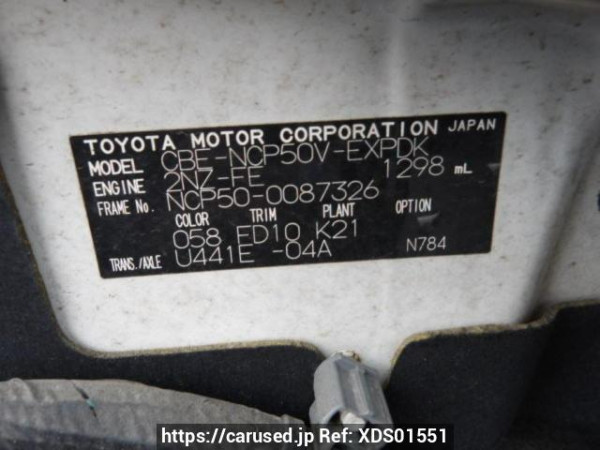 TOYOTA MOTOR CORPORATION JAPAN
MODEL CBE-NCP50V-EXPDK
ENGINE 2NZ-FE 1298 mL
FRAME No. NCP50-0087326
COLOR TRIM PLANT OPTION
058 FD10 K21
TRANS./AXLE U441E -04A N784
https://carused.jp Ref: XDS01551